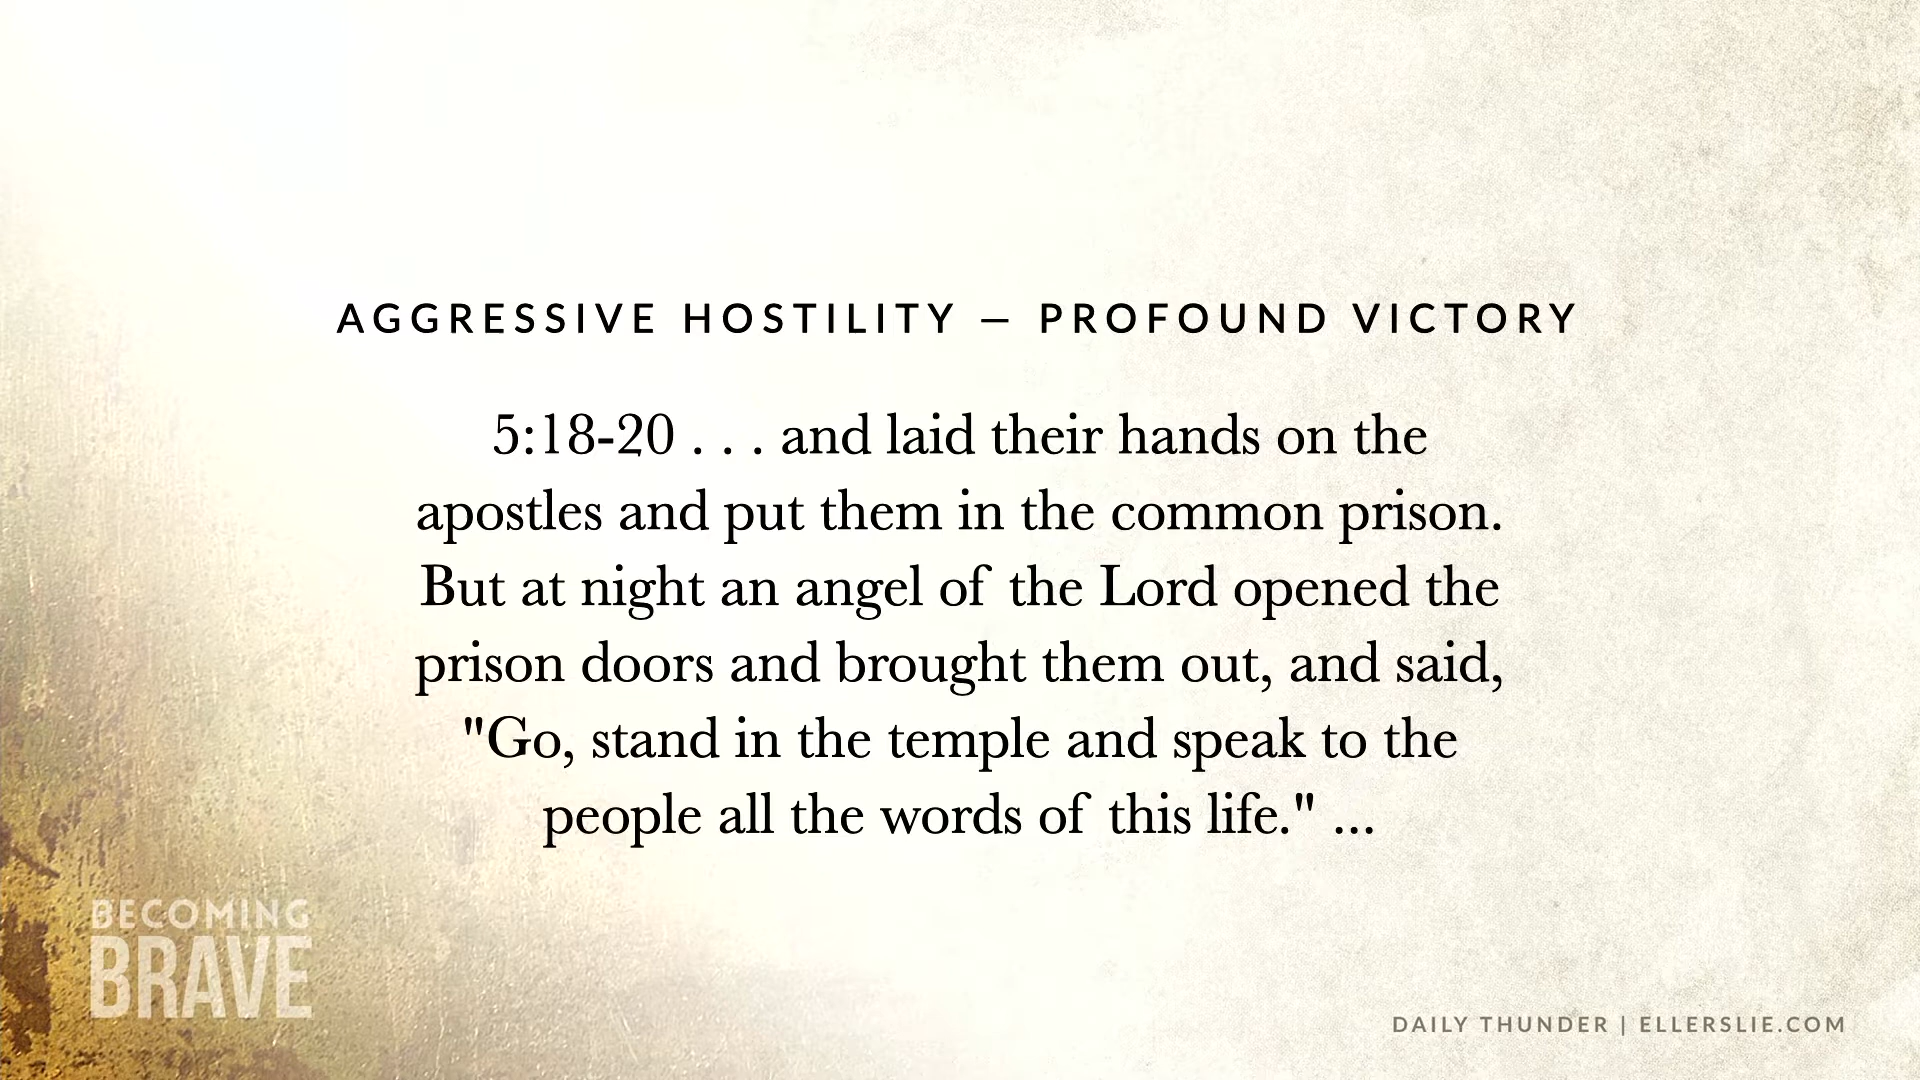 AGGRESSIVE HOSTILITY – PROFOUND VICTORY
5:18-20 . . . and laid their hands on the
apostles and put them in the common prison.
But at night an angel of the Lord opened the
prison doors and brought them out, and said,
"Go, stand in the temple and speak to the
people all the words of this life." ...
BECOMING
BRAVE
DAILY THUNDER | ELLERSLIE.COM